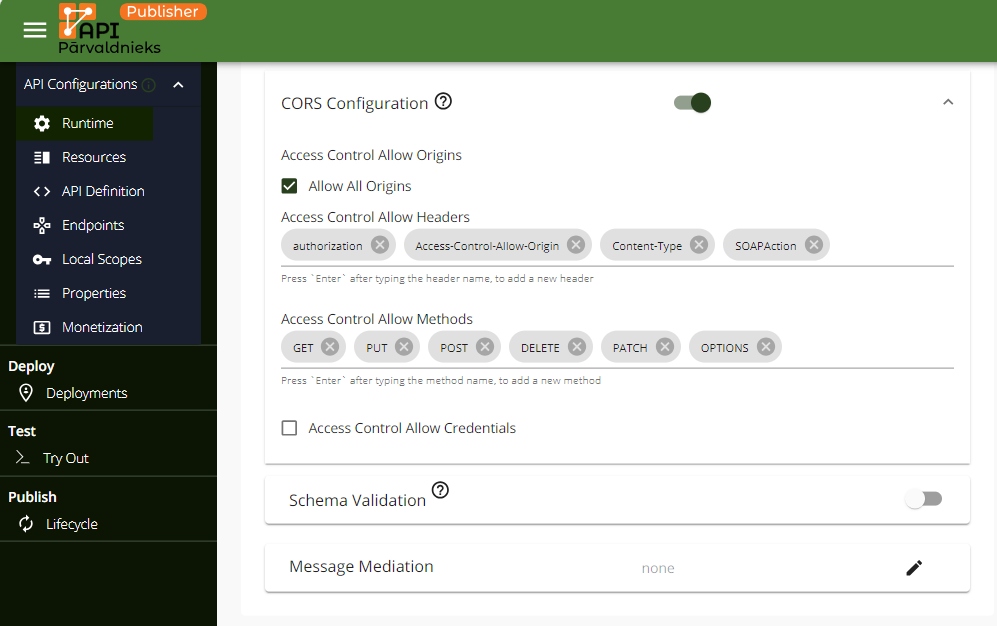 Publisher
API
Pārvaldnieks
API Configurations
Runtime
Resources
API Definition
Endpoints
Local Scopes
Properties
Monetization
Deploy
Deployments
Test
Try Out
Publish
Lifecycle
CORS Configuration
Access Control Allow Origins
Allow All Origins
Access Control Allow Headers
authorization Access-Control-Allow-Origin Content-Type SOAPAction
Press `Enter` after typing the header name, to add a new header
Access Control Allow Methods
GET PUT POST DELETE PATCH OPTIONS
Press `Enter` after typing the method name, to add a new method
Access Control Allow Credentials
Schema Validation
Message Mediation none